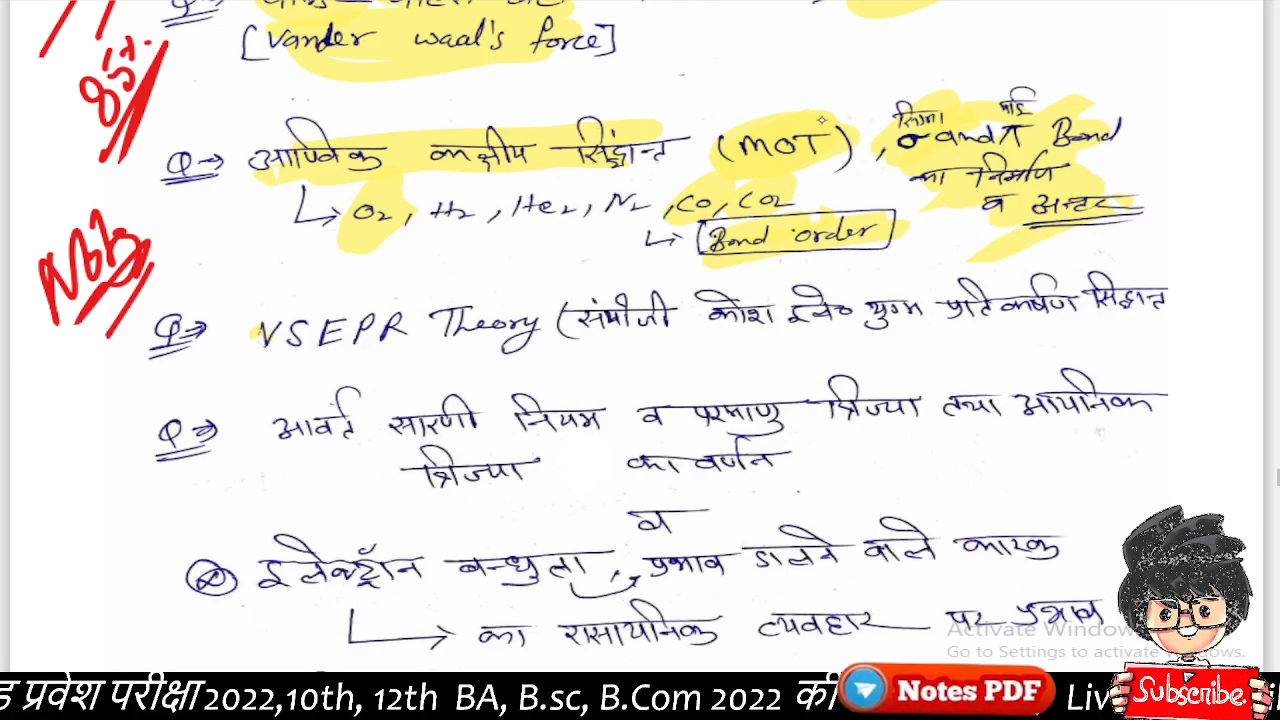 [Vander waal's force]
85%
Q→ आण्विक कक्षीय सिद्धान्त (MOT), सिग्मा पाई
σ and π Bond
का निर्माण
व अन्तर
↳ O2, H2, He2, N2, CO, CO2
↳ Bond order
Q→ VSEPR Theory (संयोजी कोश इले० युग्म प्रतिकर्षण सिद्धान्त
Q→ आवर्त सारणी नियम व परमाणु त्रिज्या तथा आयनिक
त्रिज्या का वर्णन
व
इलेक्ट्रॉन बन्धुता, प्रभाव डालने वाले कारक
का रासायनिक व्यवहार पर प्रभाव
Activate Windows
Go to Settings to activate Windows.
ड प्रवेश परीक्षा 2022,10th, 12th BA, B.sc, B.Com 2022 की
Notes PDF
Liv
Subscribe